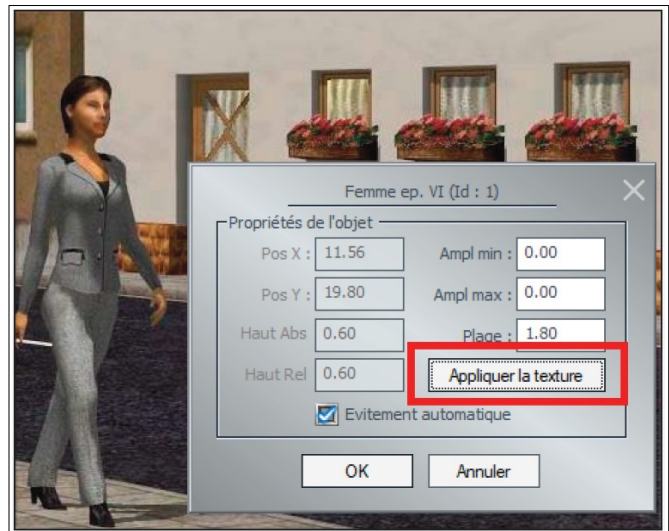 Femme ep. VI (Id : 1)
Propriétés de l'objet
Pos X : 11.56 Ampl min : 0.00
Pos Y : 19.80 Ampl max : 0.00
Haut Abs 0.60 Plage : 1.80
Haut Rel 0.60 Appliquer la texture
Evitement automatique
OK Annuler